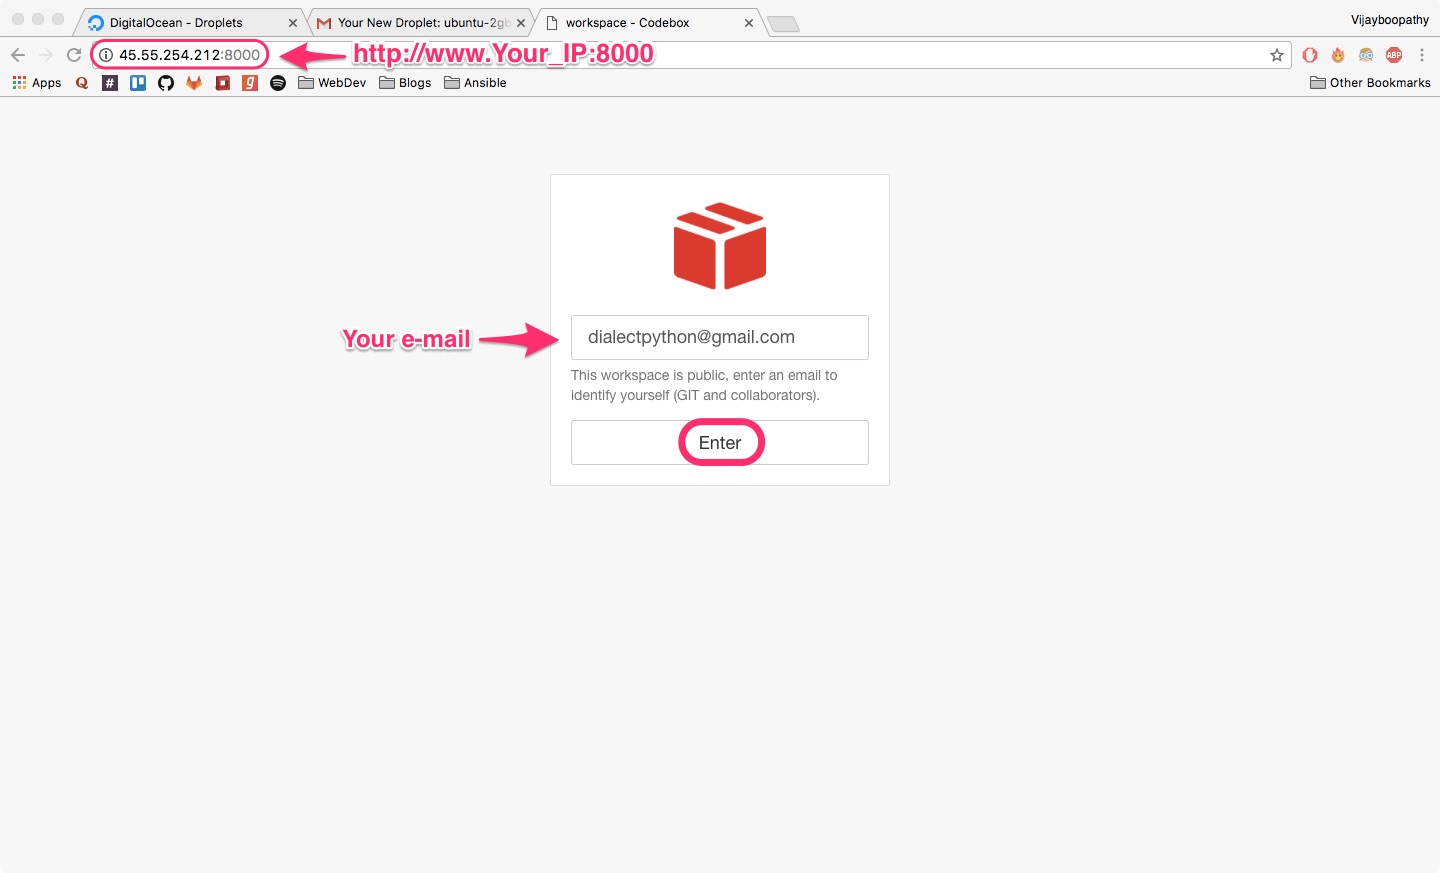 DigitalOcean - Droplets
Your New Droplet: ubuntu-2gb
workspace - Codebox
Vijayboopathy
45.55.254.212:8000
http://www.Your_IP:8000
ABP
Apps
WebDev
Blogs
Ansible
Other Bookmarks
Your e-mail
dialectpython@gmail.com
This workspace is public, enter an email to
identify yourself (GIT and collaborators).
Enter